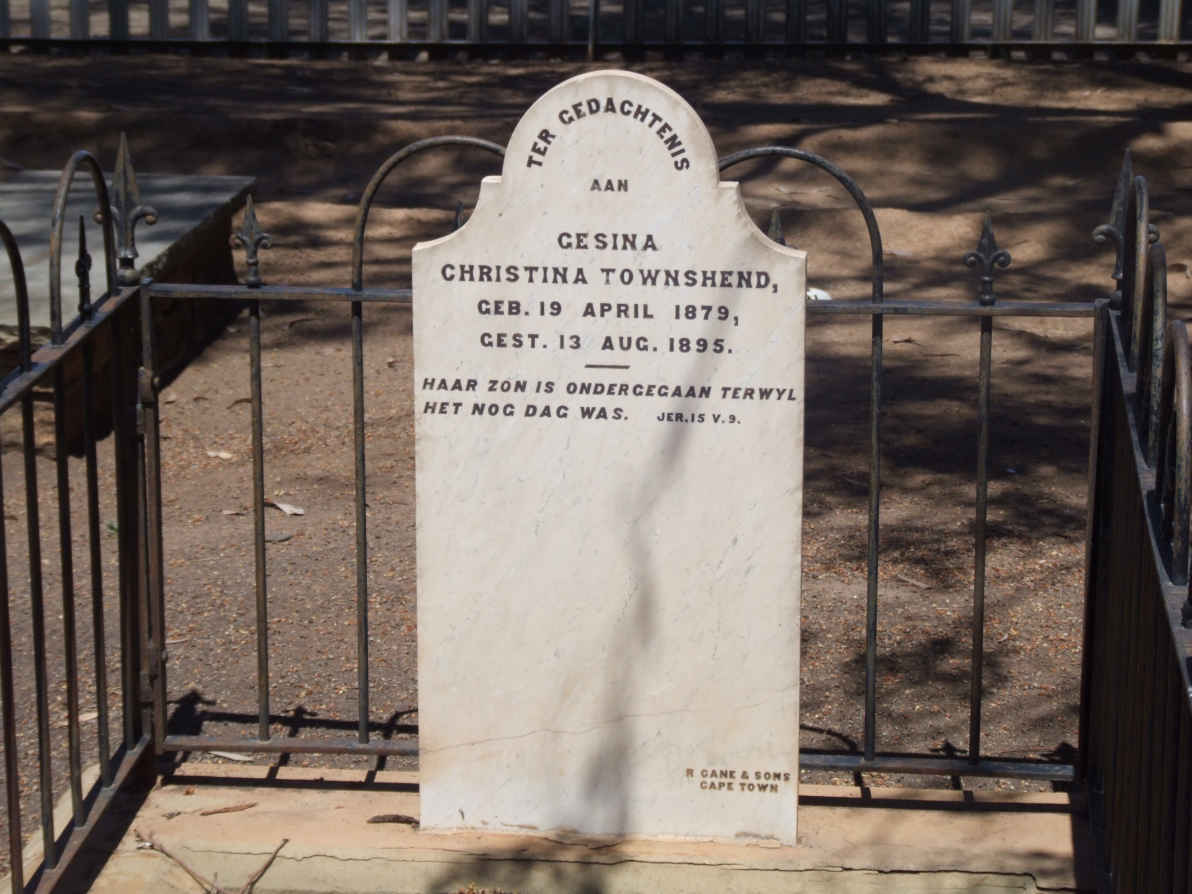 TER GEDACHTENIS
AAN
GESINA
CHRISTINA TOWNSHEND,
GEB. 19 APRIL 1879,
GEST. 13 AUG. 1895.
HAAR ZON IS ONDERGEGAAN TERWYL
HET NOG DAG WAS. JER. 15 V. 9.
R CANE & SONS
CAPE TOWN